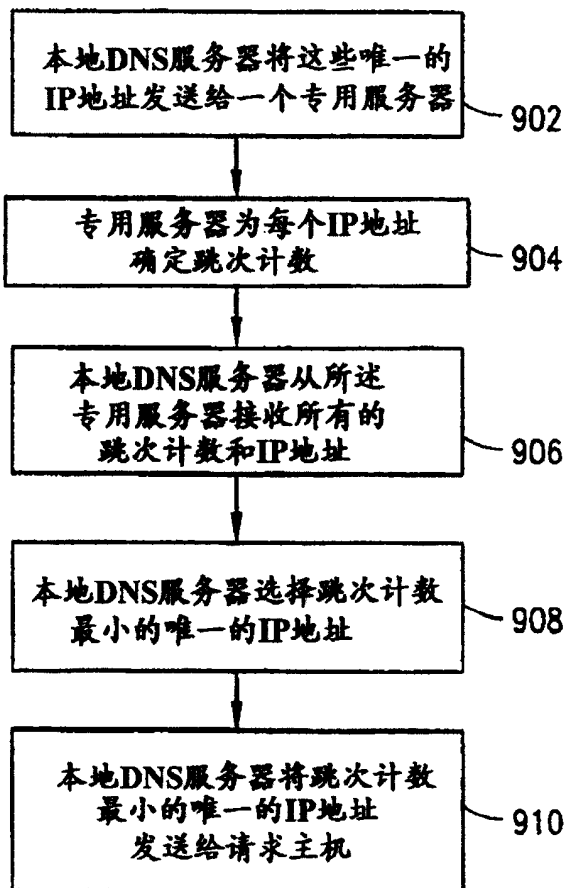 本地DNS服务器将这些唯一的
IP地址发送给一个专用服务器
902
专用服务器为每个IP地址
确定跳次计数
904
本地DNS服务器从所述
专用服务器接收所有的
跳次计数和IP地址
906
本地DNS服务器选择跳次计数
最小的唯一的IP地址
908
本地DNS服务器将跳次计数
最小的唯一的IP地址
发送给请求主机
910